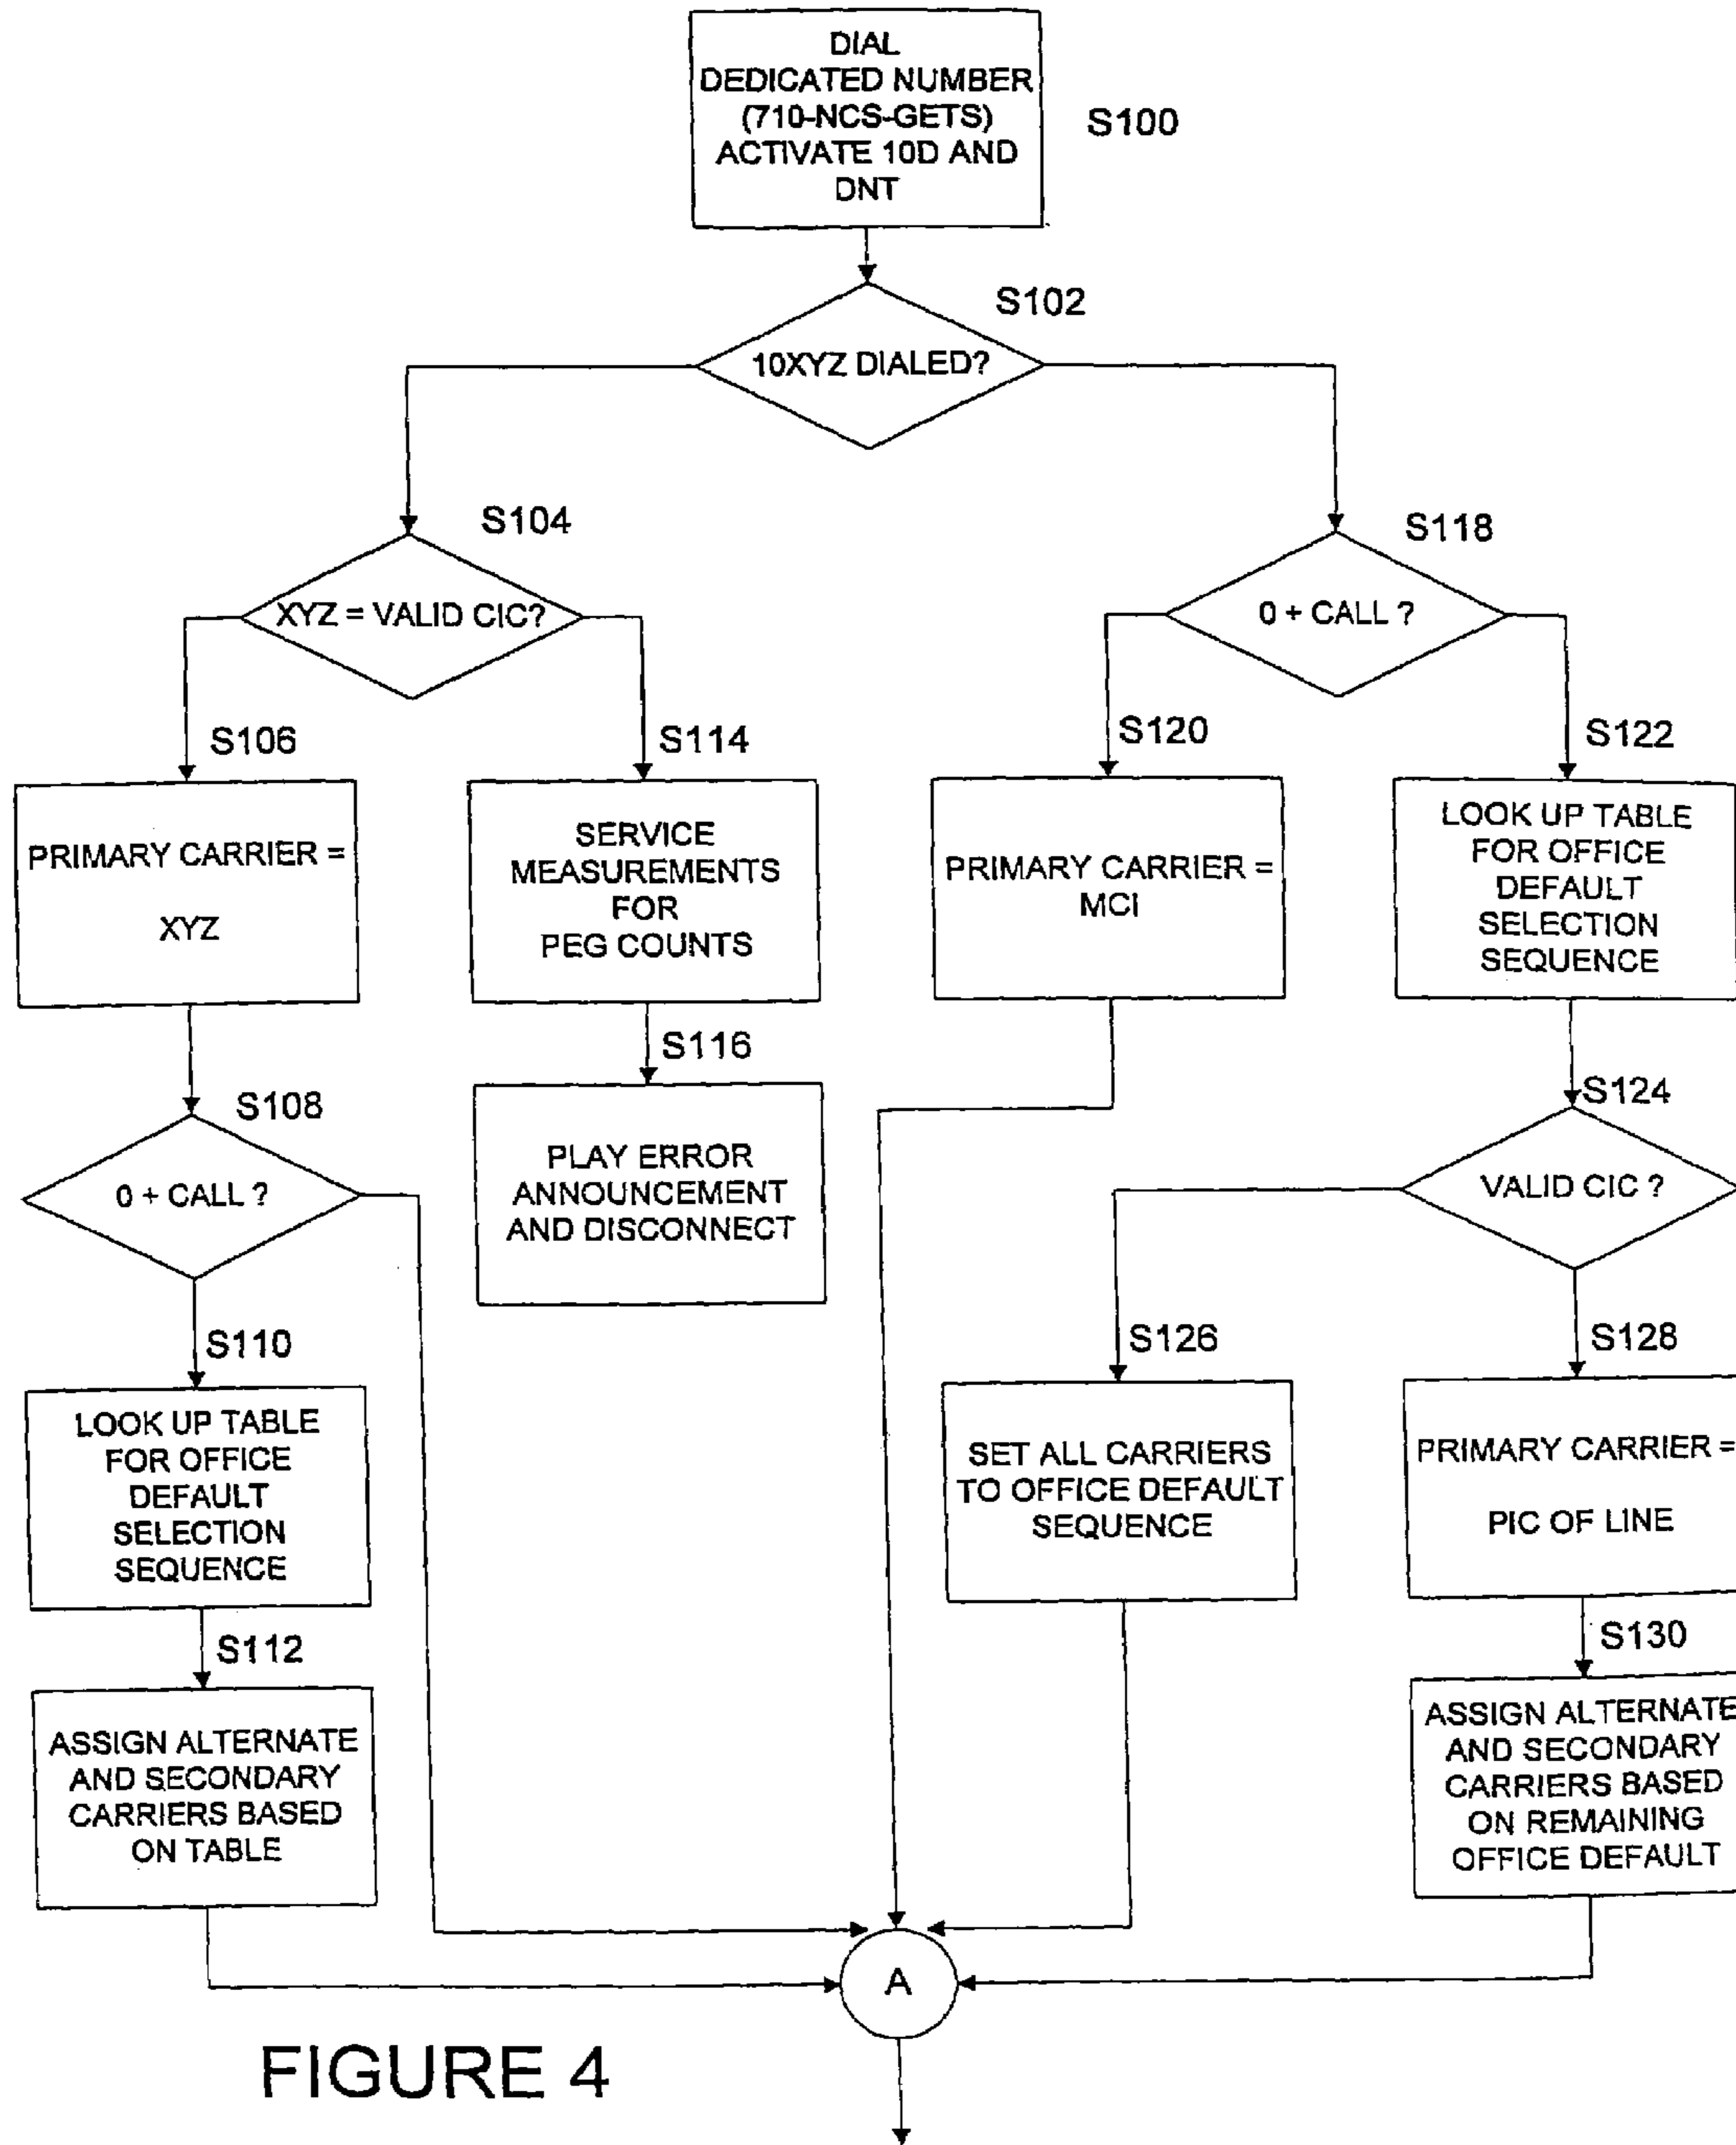 DIAL
DEDICATED NUMBER
(710-NCS-GETS)
ACTIVATE 10D AND
DNT
S100
S102
10XYZ DIALED?
S104
XYZ = VALID CIC?
S118
0 + CALL ?
S106
PRIMARY CARRIER =
XYZ
S114
SERVICE
MEASUREMENTS
FOR
PEG COUNTS
S120
PRIMARY CARRIER =
MCI
S122
LOOK UP TABLE
FOR OFFICE
DEFAULT
SELECTION
SEQUENCE
S108
0 + CALL ?
S116
PLAY ERROR
ANNOUNCEMENT
AND DISCONNECT
S124
VALID CIC ?
S110
LOOK UP TABLE
FOR OFFICE
DEFAULT
SELECTION
SEQUENCE
S126
SET ALL CARRIERS
TO OFFICE DEFAULT
SEQUENCE
S128
PRIMARY CARRIER =
PIC OF LINE
S112
ASSIGN ALTERNATE
AND SECONDARY
CARRIERS BASED
ON TABLE
S130
ASSIGN ALTERNATE
AND SECONDARY
CARRIERS BASED
ON REMAINING
OFFICE DEFAULT
A
FIGURE 4